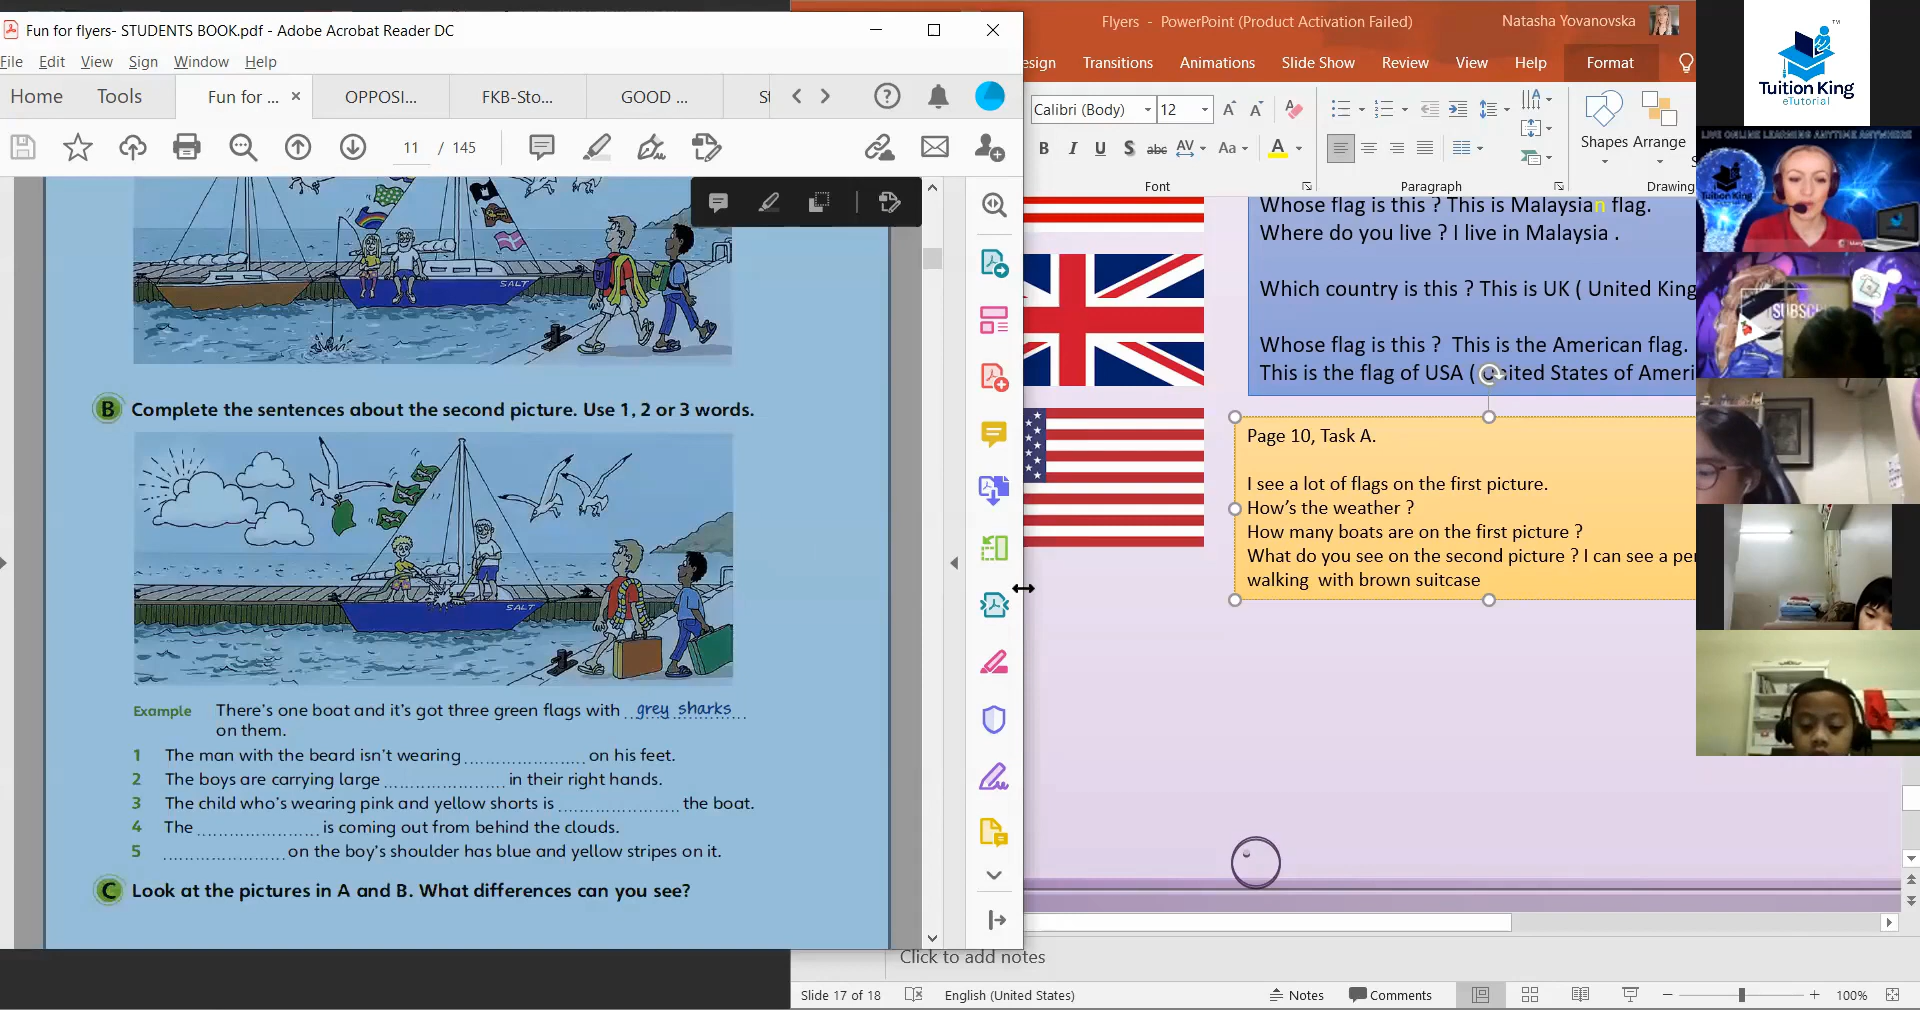 Fun for flyers- STUDENTS BOOK.pdf - Adobe Acrobat Reader DC
File Edit View Sign Window Help
Home Tools Fun for ... × OPPOSI... FKB-Sto... GOOD ...
11 / 145
SALT
B Complete the sentences about the second picture. Use 1, 2 or 3 words.
SALT
Example There's one boat and it's got three green flags with grey sharks
on them.
1 The man with the beard isn't wearing ...................... on his feet.
2 The boys are carrying large ...................... in their right hands.
3 The child who's wearing pink and yellow shorts is ...................... the boat.
4 The ...................... is coming out from behind the clouds.
5 ...................... on the boy's shoulder has blue and yellow stripes on it.
C Look at the pictures in A and B. What differences can you see?
Flyers - PowerPoint (Product Activation Failed)
Natasha Yovanovska
Transitions Animations Slide Show Review View Help Format
Calibri (Body) 12
Shapes Arrange
Font Paragraph Drawing
Whose flag is this ? This is Malaysian flag.
Where do you live ? I live in Malaysia .
Which country is this ? This is UK ( United King
Whose flag is this ? This is the American flag.
This is the flag of USA ( United States of Ameri
Page 10, Task A.
I see a lot of flags on the first picture.
How's the weather ?
How many boats are on the first picture ?
What do you see on the second picture ? I can see a pe
walking with brown suitcase
Click to add notes
Slide 17 of 18 English (United States) Notes Comments 100%
Tuition King
eTutorial
LIVE ONLINE LEARNING ANYTIME ANYWHERE